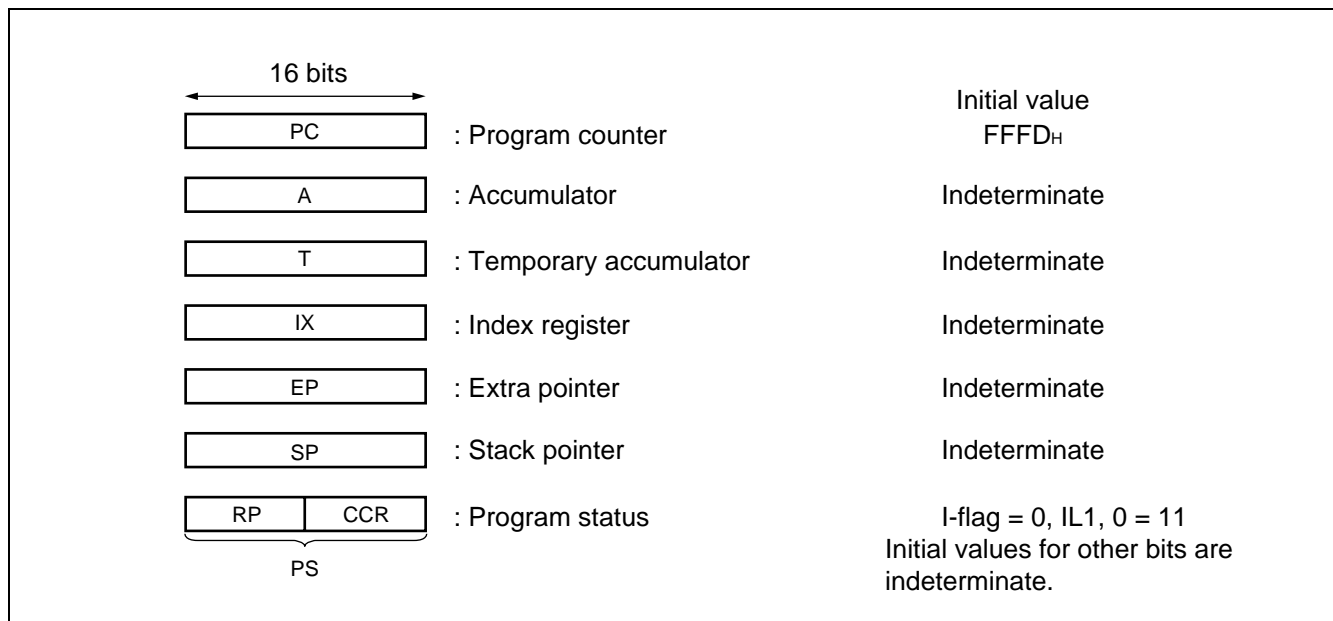 16 bits
Initial value
PC : Program counter FFFDH
A : Accumulator Indeterminate
T : Temporary accumulator Indeterminate
IX : Index register Indeterminate
EP : Extra pointer Indeterminate
SP : Stack pointer Indeterminate
RP CCR : Program status I-flag = 0, IL1, 0 = 11
PS Initial values for other bits are
indeterminate.